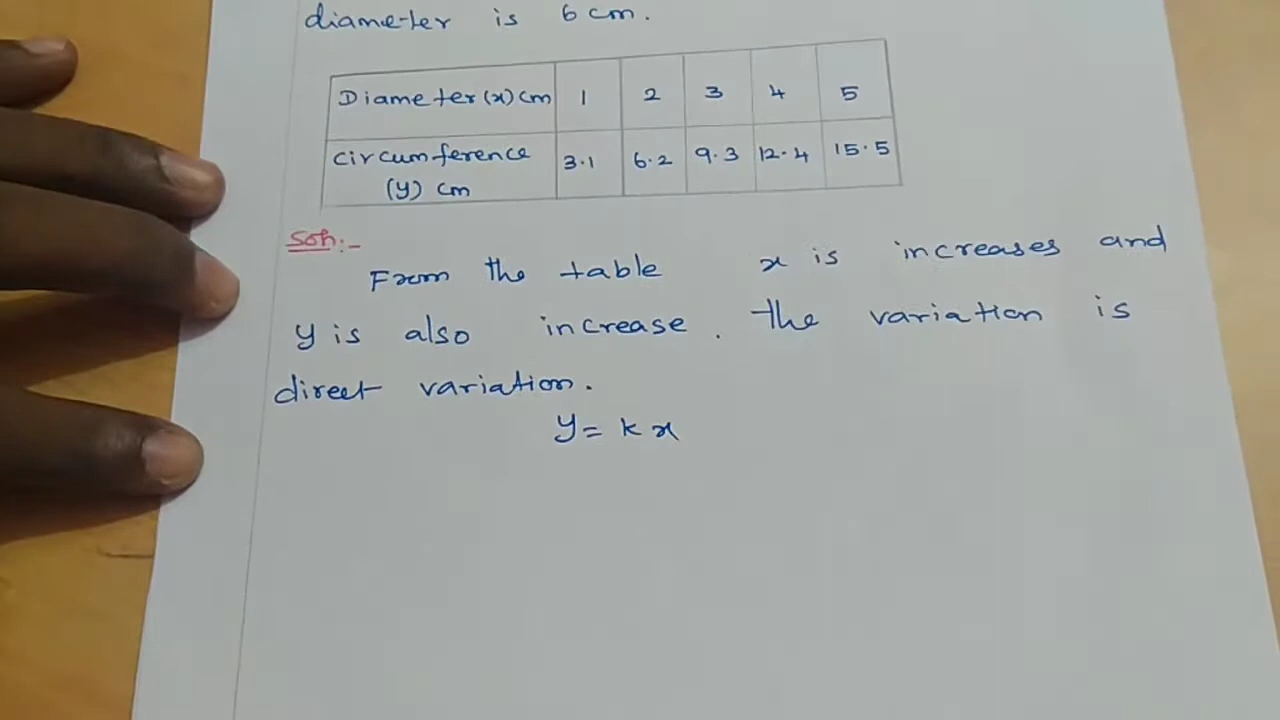 diameter is 6 cm.
Diameter (x) cm 1 2 3 4 5
Circumference 3.1 6.2 9.3 12.4 15.5
(y) cm
Soln:-
From the table x is increases and
y is also increase. the variation is
direct variation.
y = k x